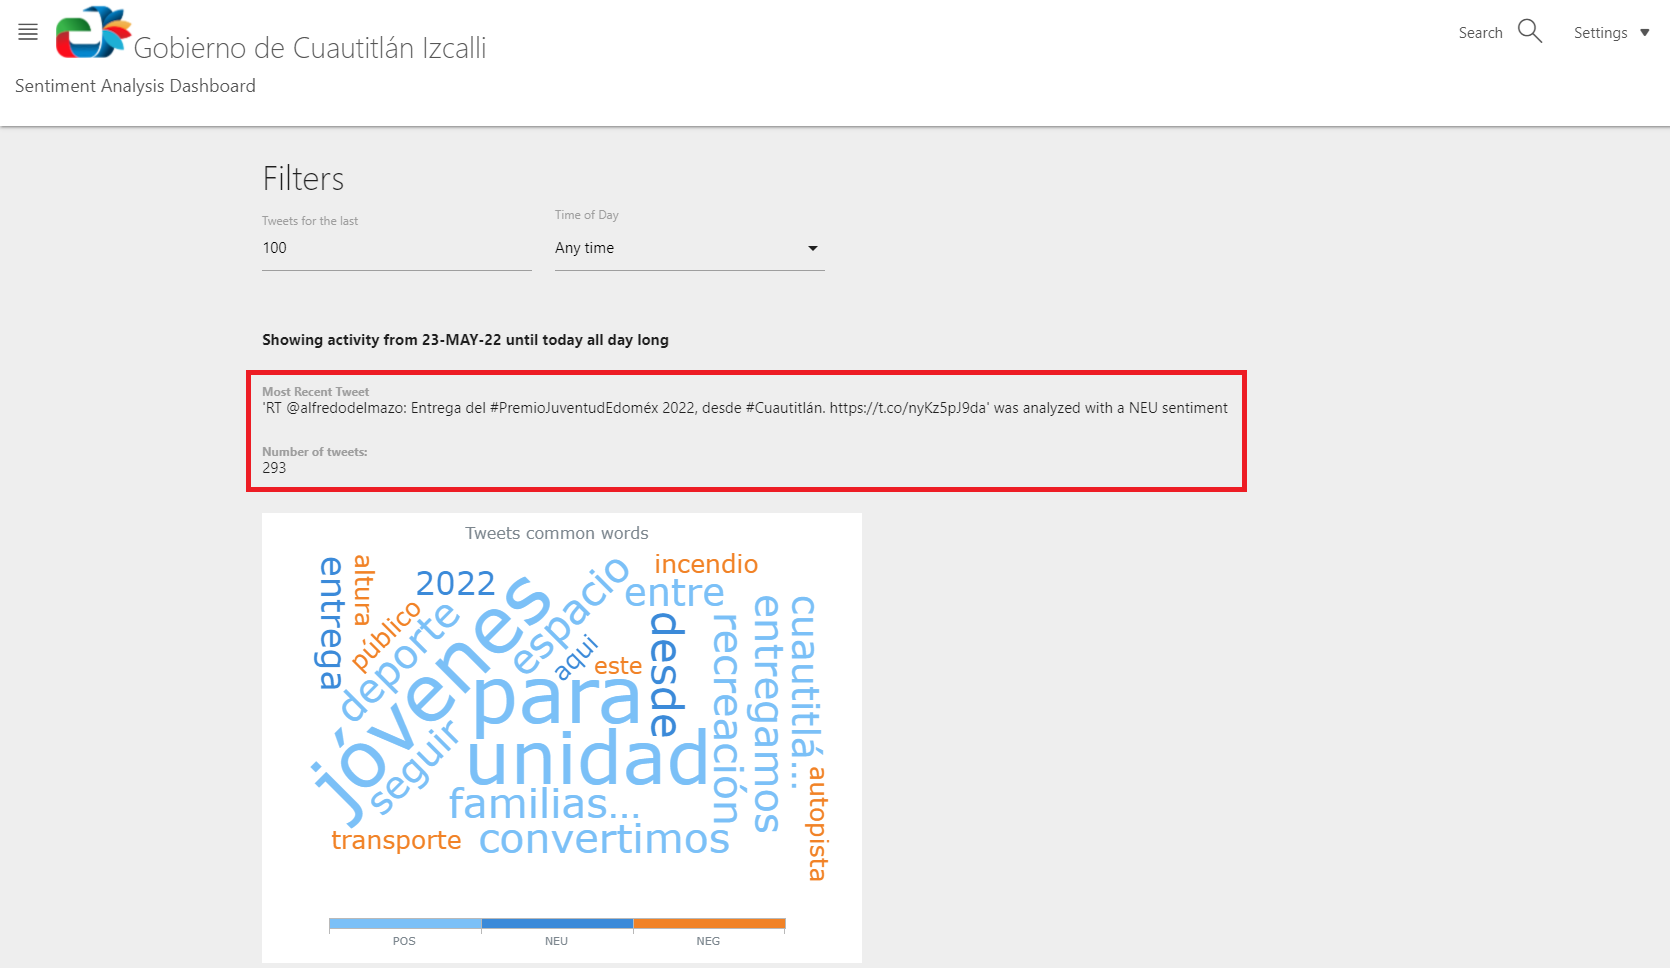 Gobierno de Cuautitlán Izcalli
Search
Settings
Sentiment Analysis Dashboard
Filters
Tweets for the last
100
Time of Day
Any time
Showing activity from 23-MAY-22 until today all day long
Most Recent Tweet
'RT @alfredodelmazo: Entrega del #PremioJuventudEdoméx 2022, desde #Cuautitlán. https://t.co/nyKz5pJ9da' was analyzed with a NEU sentiment
Number of tweets:
293
Tweets common words
entrega
altura
2022
público
deporte
jóvenes
espacio
incendio
entre
aqui
este
desde
para
unidad
seguir
familias...
transporte
convertimos
recreación
entregamos
cuautitlá...
autopista
POS
NEU
NEG